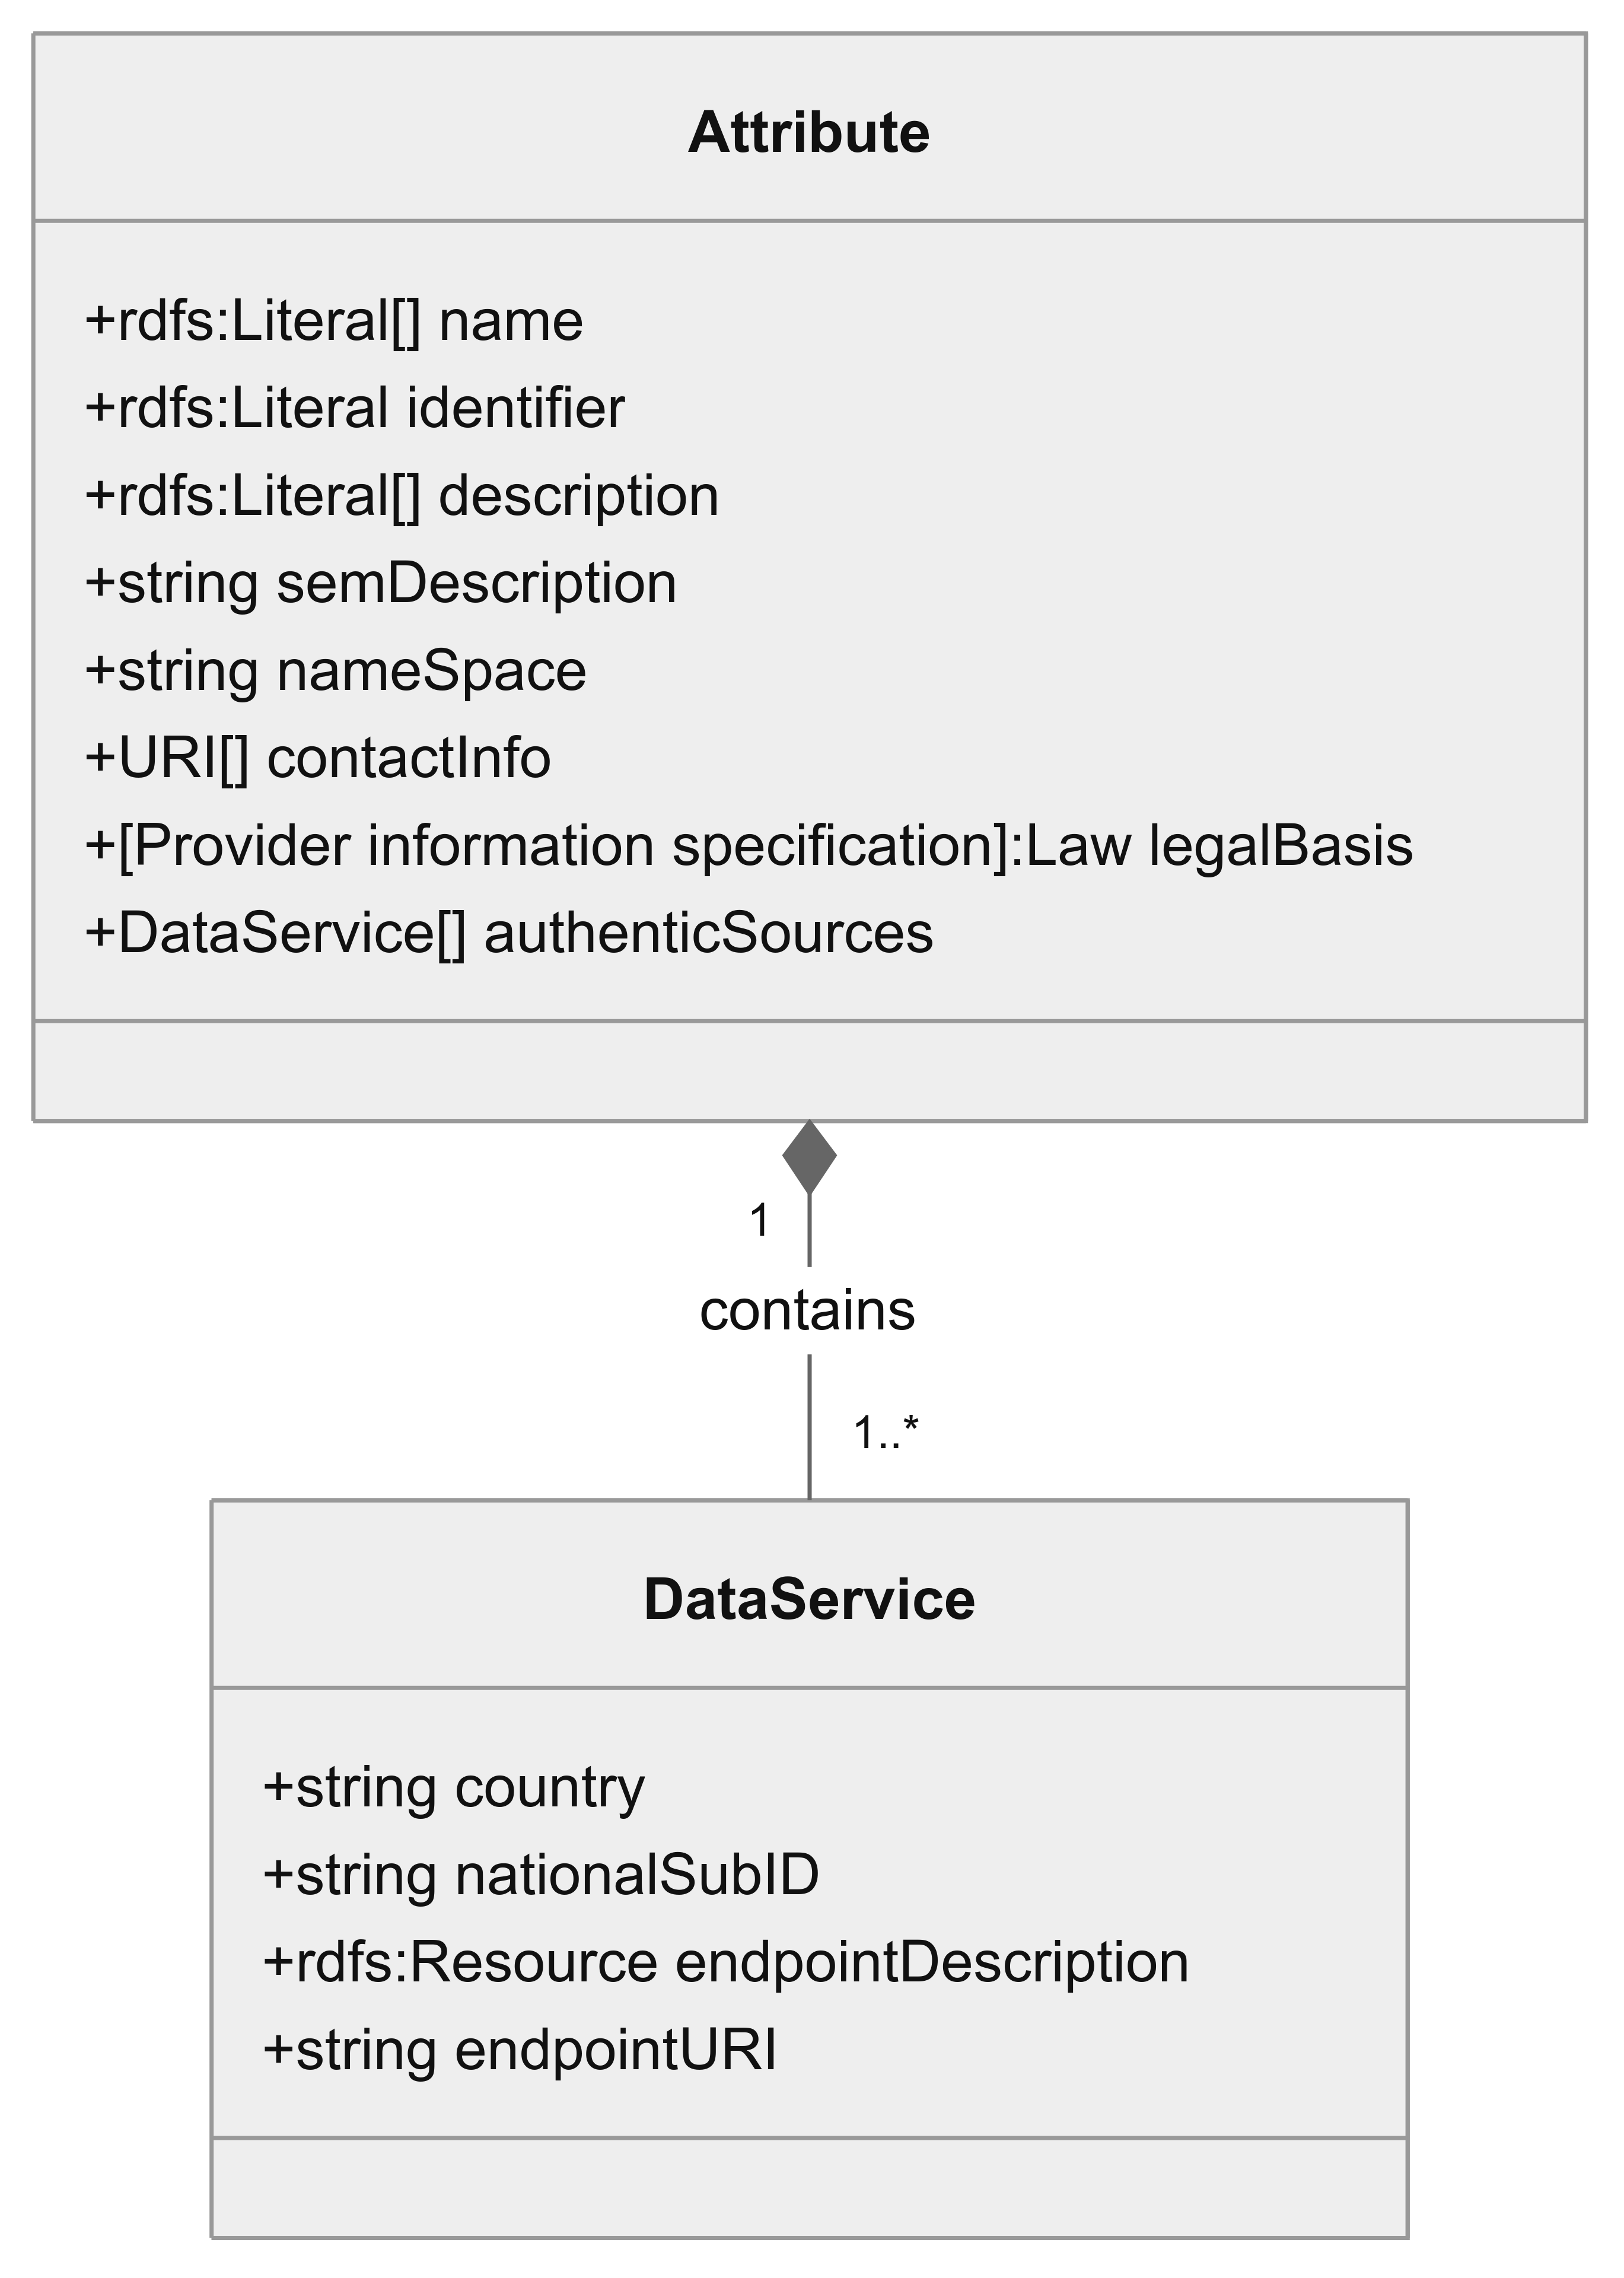 Attribute
+rdfs:Literal[] name
+rdfs:Literal identifier
+rdfs:Literal[] description
+string semDescription
+string nameSpace
+URI[] contactInfo
+[Provider information specification]:Law legalBasis
+DataService[] authenticSources
1
contains
1..*
DataService
+string country
+string nationalSubID
+rdfs:Resource endpointDescription
+string endpointURI